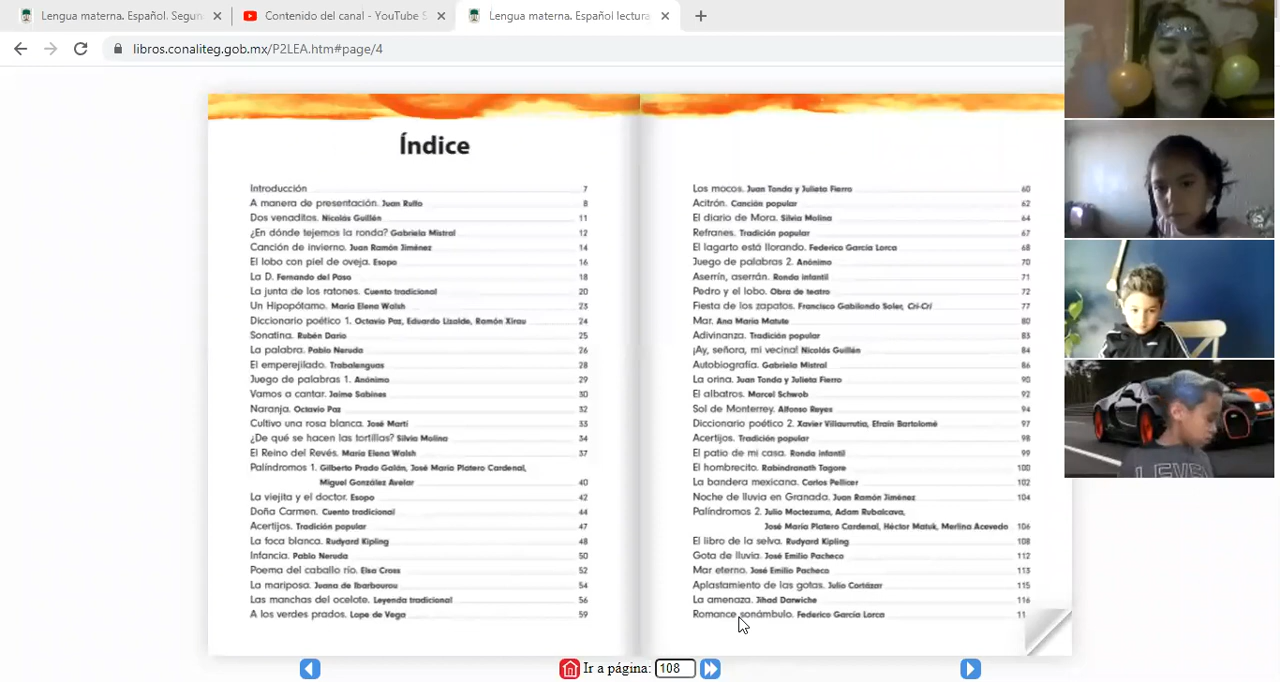 Lengua materna. Español. Segun
Contenido del canal - YouTube S
Lengua materna. Español lectura
libros.conaliteg.gob.mx/P2LEA.htm#page/4
Índice
Introducción 7
A manera de presentación. Juan Rulfo 8
Dos venaditos. Nicolás Guillén 11
¿En dónde tejemos la ronda? Gabriela Mistral 12
Canción de invierno. Juan Ramón Jiménez 14
El lobo con piel de oveja. Esopo 16
La D. Fernando del Paso 18
La junta de los ratones. Cuento tradicional 20
Un Hipopótamo. María Elena Walsh 23
Diccionario poético 1. Octavio Paz, Eduardo Lizalde, Ramón Xirau 24
Sonatina. Rubén Darío 25
La palabra. Pablo Neruda 26
El emperejilado. Trabalenguas 28
Juego de palabras 1. Anónimo 29
Vamos a cantar. Jaime Sabines 30
Naranja. Octavio Paz 32
Cultivo una rosa blanca. José Martí 33
¿De qué se hacen las tortillas? Silvia Molina 34
El Reino del Revés. María Elena Walsh 37
Palíndromos 1. Gilberto Prado Galán, José María Platero Cardenal,
Miguel González Avelar 40
La viejita y el doctor. Esopo 42
Doña Carmen. Cuento tradicional 44
Acertijos. Tradición popular 47
La foca blanca. Rudyard Kipling 48
Infancia. Pablo Neruda 50
Poema del caballo río. Elsa Cross 52
La mariposa. Juana de Ibarbourou 54
Las manchas del ocelote. Leyenda tradicional 56
A los verdes prados. Lope de Vega 59
Los mocos. Juan Tonda y Julieta Fierro 60
Acitrón. Canción popular 62
El diario de Mora. Silvia Molina 64
Refranes. Tradición popular 67
El lagarto está llorando. Federico García Lorca 68
Juego de palabras 2. Anónimo 70
Aserrín, aserrán. Ronda infantil 71
Pedro y el lobo. Obra de teatro 72
Fiesta de los zapatos. Francisco Gabilondo Soler, Cri-Crí 77
Mar. Ana María Matute 80
Adivinanza. Tradición popular 83
¡Ay, señora, mi vecina! Nicolás Guillén 84
Autobiografía. Gabriela Mistral 86
La orina. Juan Tonda y Julieta Fierro 90
El albatros. Marcel Schwob 92
Sol de Monterrey. Alfonso Reyes 94
Diccionario poético 2. Xavier Villaurrutia, Efraín Bartolomé 97
Acertijos. Tradición popular 98
El patio de mi casa. Ronda infantil 99
El hombrecito. Rabindranath Tagore 100
La bandera mexicana. Carlos Pellicer 102
Noche de lluvia en Granada. Juan Ramón Jiménez 104
Palíndromos 2. Julio Moctezuma, Adam Rubalcava,
José María Platero Cardenal, Héctor Matuk, Merlina Acevedo 106
El libro de la selva. Rudyard Kipling 108
Gota de lluvia. José Emilio Pacheco 112
Mar eterno. José Emilio Pacheco 113
Aplastamiento de las gotas. Julio Cortázar 115
La amenaza. Jihad Darwiche 116
Romance sonámbulo. Federico García Lorca 11
Ir a página: 108
LEVE